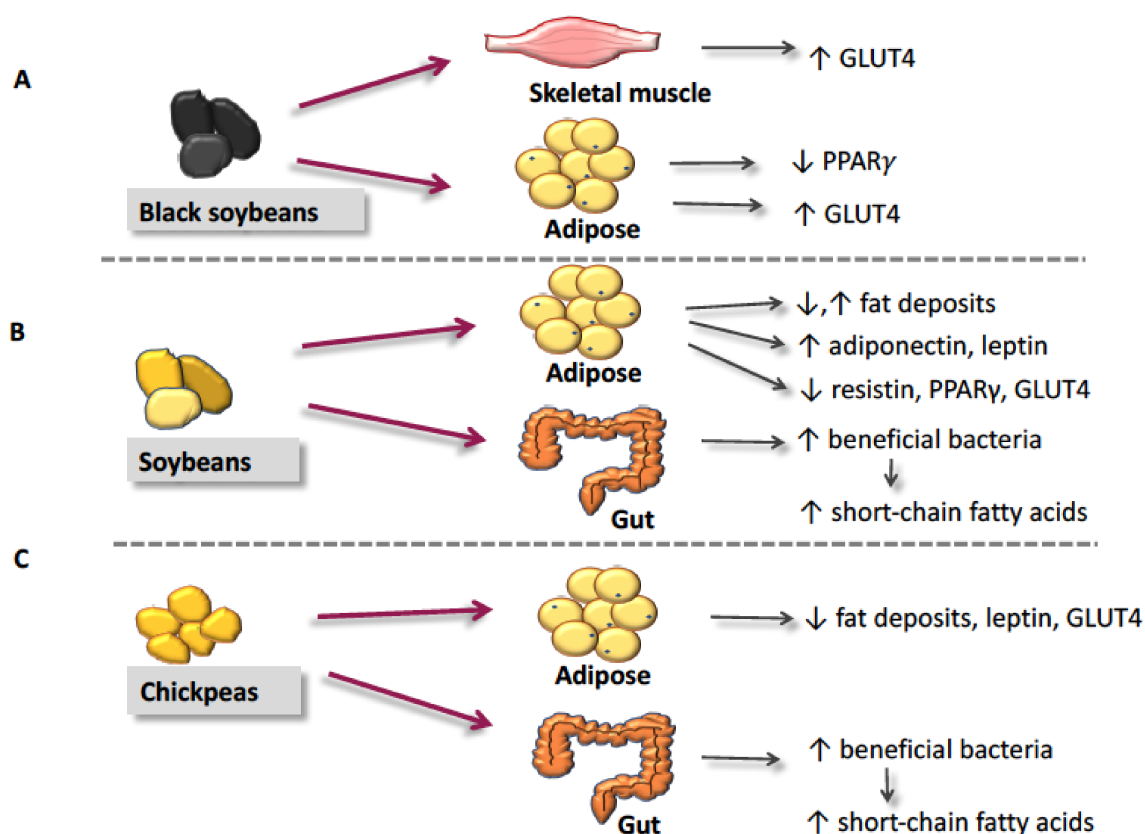 A
Black soybeans
Skeletal muscle
↑ GLUT4
Adipose
↓ PPARγ
↑ GLUT4
B
Soybeans
Adipose
↓,↑ fat deposits
↑ adiponectin, leptin
↓ resistin, PPARγ, GLUT4
Gut
↑ beneficial bacteria
↑ short-chain fatty acids
C
Chickpeas
Adipose
↓ fat deposits, leptin, GLUT4
Gut
↑ beneficial bacteria
↑ short-chain fatty acids